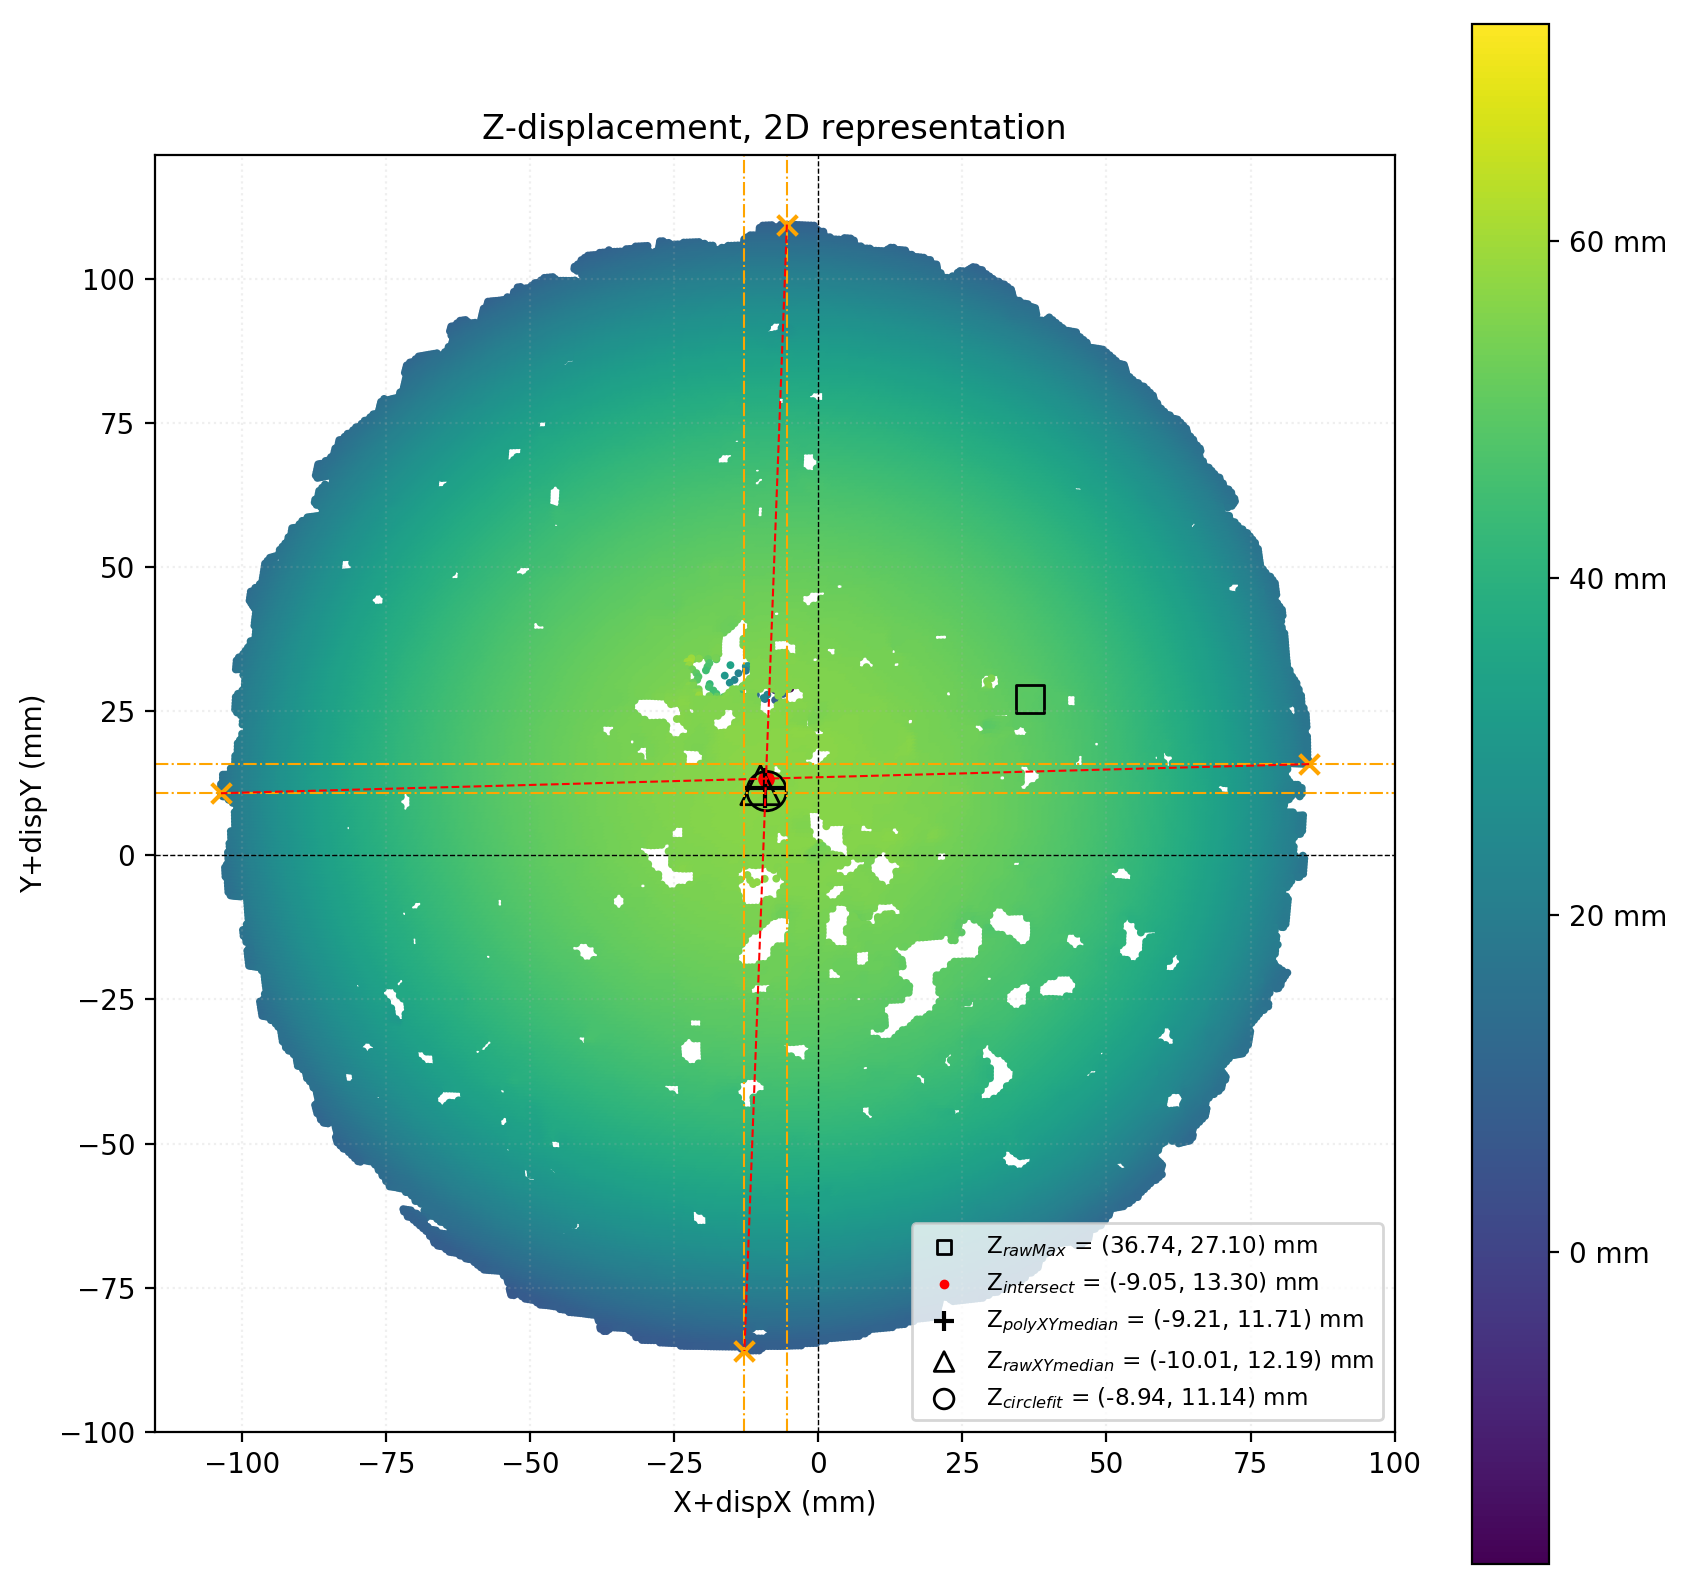 Z-displacement, 2D representation
60 mm
40 mm
20 mm
0 mm
Y+dispY (mm)
100
75
50
25
0
−25
−50
−75
−100
Z_rawMax = (36.74, 27.10) mm
Z_intersect = (-9.05, 13.30) mm
Z_polyXYmedian = (-9.21, 11.71) mm
Z_rawXYmedian = (-10.01, 12.19) mm
Z_circlefit = (-8.94, 11.14) mm
−100 −75 −50 −25 0 25 50 75 100
X+dispX (mm)